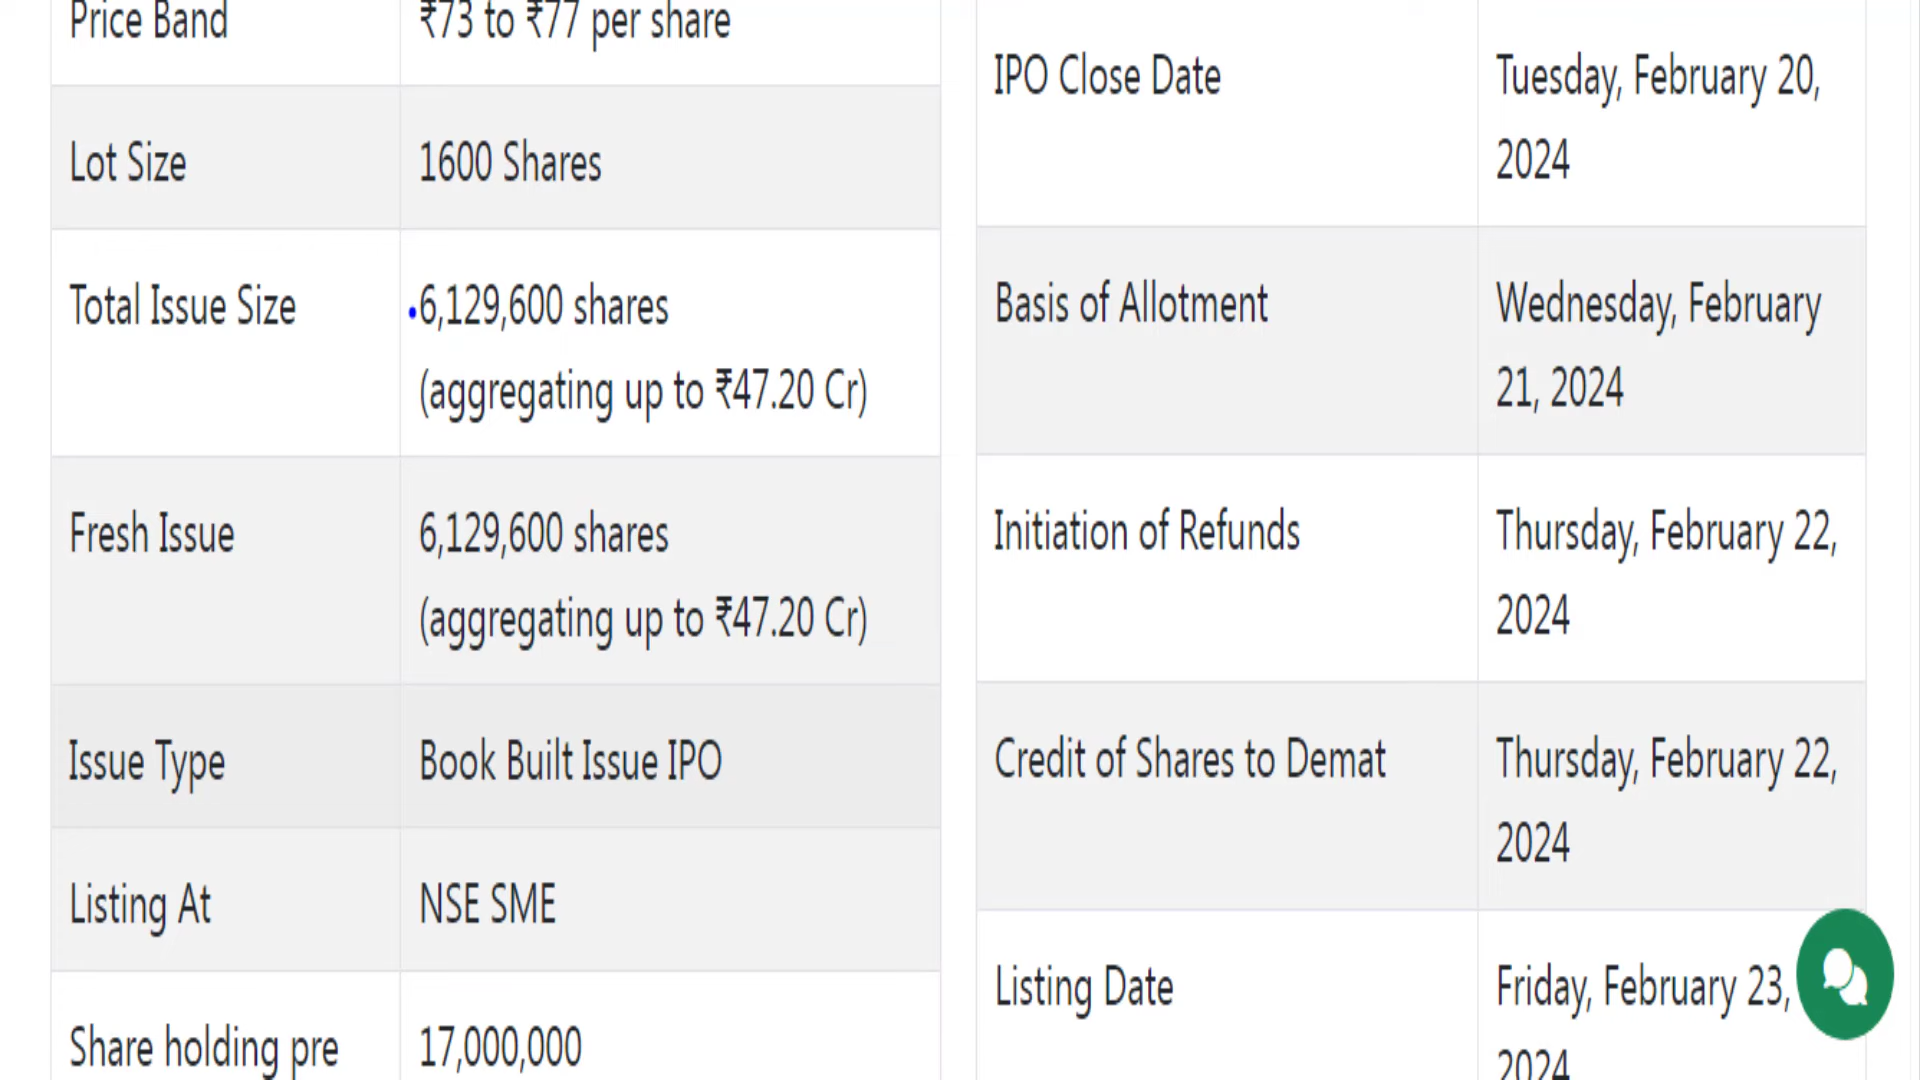 Price Band ₹73 to ₹77 per share
Lot Size 1600 Shares
Total Issue Size 6,129,600 shares
(aggregating up to ₹47.20 Cr)
Fresh Issue 6,129,600 shares
(aggregating up to ₹47.20 Cr)
Issue Type Book Built Issue IPO
Listing At NSE SME
Share holding pre 17,000,000
IPO Close Date Tuesday, February 20,
2024
Basis of Allotment Wednesday, February
21, 2024
Initiation of Refunds Thursday, February 22,
2024
Credit of Shares to Demat Thursday, February 22,
2024
Listing Date Friday, February 23,
2024